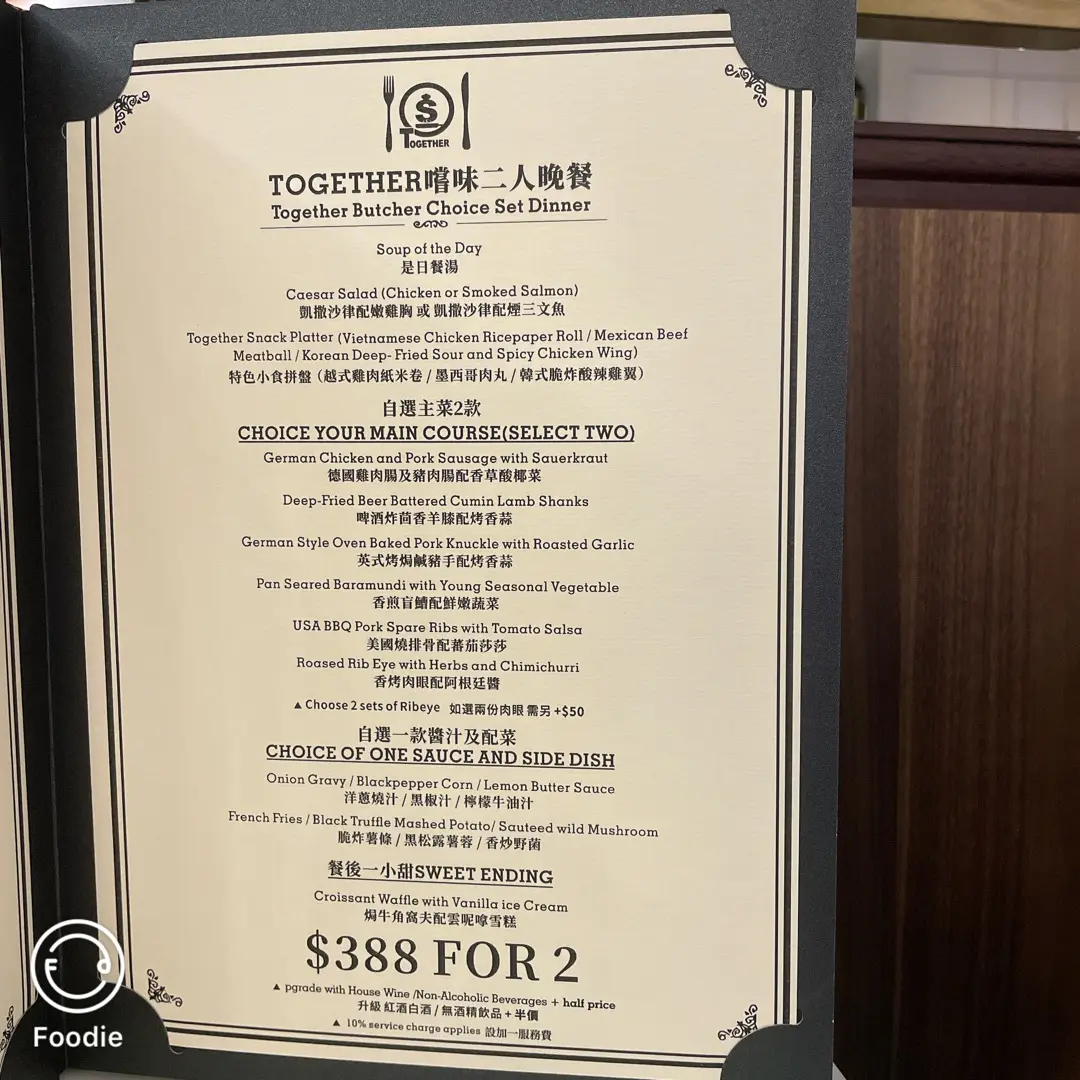 $
TOGETHER
TOGETHER嚐味二人晚餐
Together Butcher Choice Set Dinner
Soup of the Day
是日餐湯
Caesar Salad (Chicken or Smoked Salmon)
凱撒沙律配嫩雞胸 或 凱撒沙律配煙三文魚
Together Snack Platter (Vietnamese Chicken Ricepaper Roll / Mexican Beef
Meatball / Korean Deep- Fried Sour and Spicy Chicken Wing)
特色小食拼盤（越式雞肉紙米卷 / 墨西哥肉丸 / 韓式脆炸酸辣雞翼）
自選主菜2款
CHOICE YOUR MAIN COURSE(SELECT TWO)
German Chicken and Pork Sausage with Sauerkraut
德國雞肉腸及豬肉腸配香草酸椰菜
Deep-Fried Beer Battered Cumin Lamb Shanks
啤酒炸茴香羊膝配烤香蒜
German Style Oven Baked Pork Knuckle with Roasted Garlic
英式烤焗鹹豬手配烤香蒜
Pan Seared Baramundi with Young Seasonal Vegetable
香煎盲鰽配鮮嫩蔬菜
USA BBQ Pork Spare Ribs with Tomato Salsa
美國燒排骨配蕃茄莎莎
Roased Rib Eye with Herbs and Chimichurri
香烤肉眼配阿根廷醬
▲ Choose 2 sets of Ribeye 如選兩份肉眼 需另 +$50
自選一款醬汁及配菜
CHOICE OF ONE SAUCE AND SIDE DISH
Onion Gravy / Blackpepper Corn / Lemon Butter Sauce
洋蔥燒汁 / 黑椒汁 / 檸檬牛油汁
French Fries / Black Truffle Mashed Potato/ Sauteed wild Mushroom
脆炸薯條 / 黑松露薯蓉 / 香炒野菌
餐後一小甜SWEET ENDING
Croissant Waffle with Vanilla ice Cream
焗牛角窩夫配雲呢嗱雪糕
$388 FOR 2
▲ pgrade with House Wine /Non-Alcoholic Beverages + half price
升級 紅酒白酒 / 無酒精飲品 + 半價
▲ 10% service charge applies 設加一服務費
Foodie